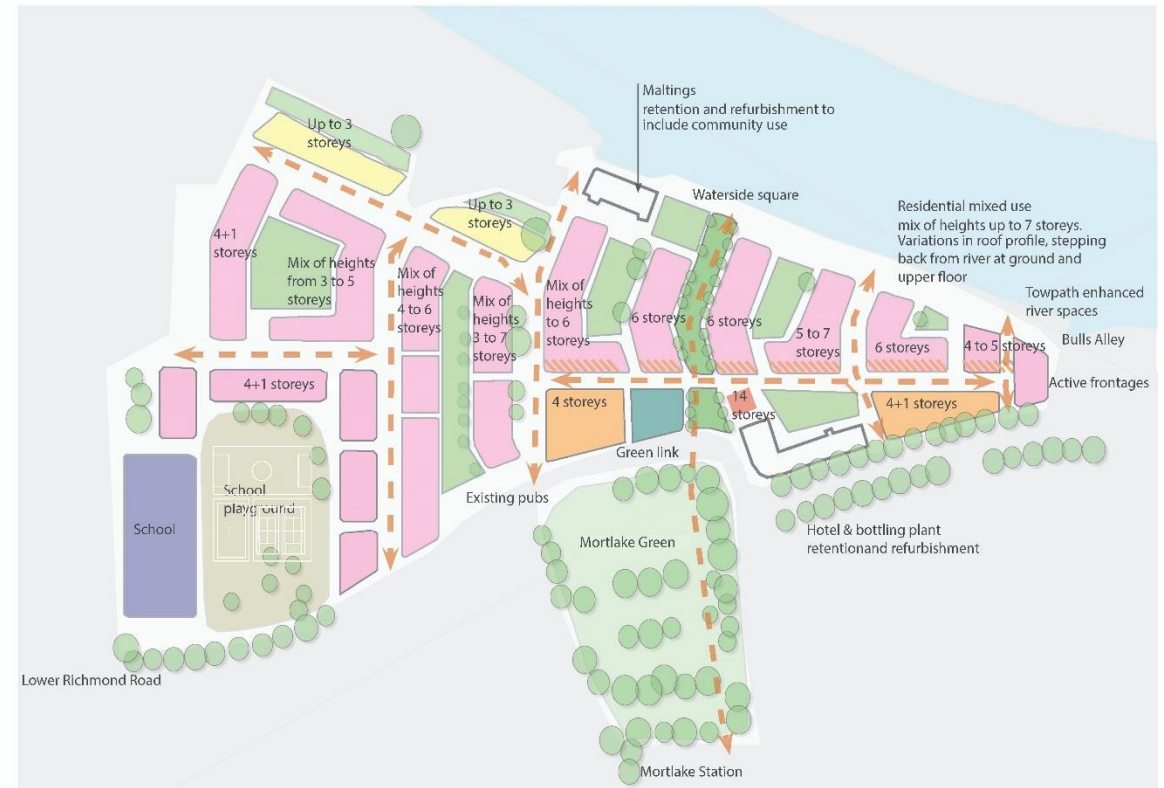 Maltings
retention and refurbishment to
include community use
Up to 3
storeys
Waterside square
Up to 3
storeys
Residential mixed use
mix of heights up to 7 storeys.
Variations in roof profile, stepping
back from river at ground and
upper floor
4+1
storeys
Mix of heights
from 3 to 5
storeys
Mix of
heights
4 to 6
storeys
Mix of
heights
3 to 7
storeys
Mix of
heights
to 6
storeys
6 storeys
6 storeys
5 to 7
storeys
6 storeys
4 to 5 storeys
Towpath enhanced
river spaces
Bulls Alley
Active frontages
4+1 storeys
4 storeys
14
storeys
4+1 storeys
Green link
Existing pubs
School
School
playground
Mortlake Green
Hotel & bottling plant
retentionand refurbishment
Lower Richmond Road
Mortlake Station